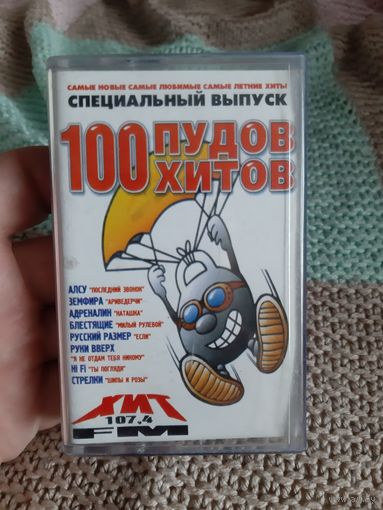 САМЫЕ НОВЫЕ САМЫЕ ЛЮБИМЫЕ САМЫЕ ЛЕТНИЕ ХИТЫ
СПЕЦИАЛЬНЫЙ ВЫПУСК
100 ПУДОВ
ХИТОВ
АЛСУ "ПОСЛЕДНИЙ ЗВОНОК"
ЗЕМФИРА "АРИВЕДЕРЧИ"
АДРЕНАЛИН "НАТАШКА"
БЛЕСТЯЩИЕ "МИЛЫЙ РУЛЕВОЙ"
РУССКИЙ РАЗМЕР "ЕСЛИ"
РУКИ ВВЕРХ
"Я НЕ ОТДАМ ТЕБЯ НИКОМУ"
Hi Fi "ТЫ ПОГЛЯДИ"
СТРЕЛКИ "ШИПЫ И РОЗЫ"
ХИТ
107,4
FM